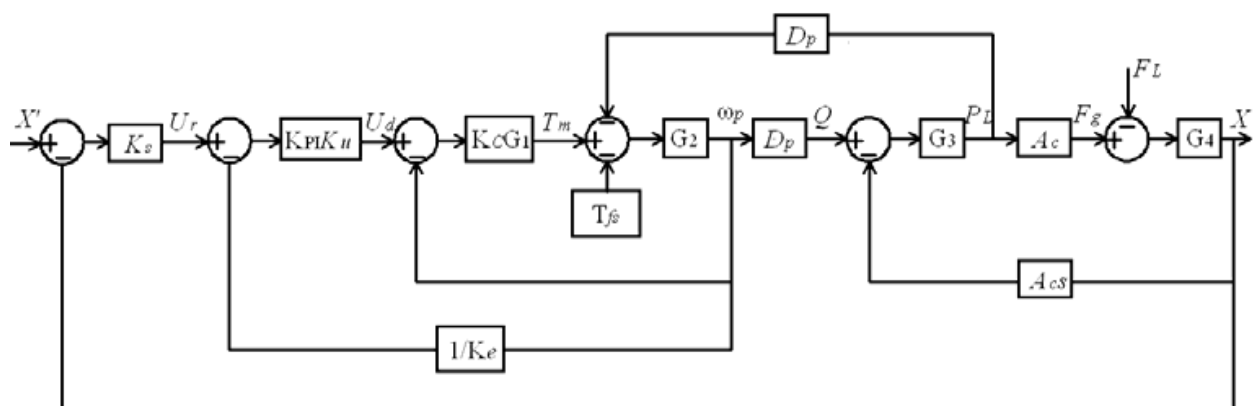 Dp
FL
X' Ks Ur KPIKu Ud KCG1 Tm G2 ωp Dp Q G3 PL Ac Fg G4 X
Tfs
Acs
1/Ke